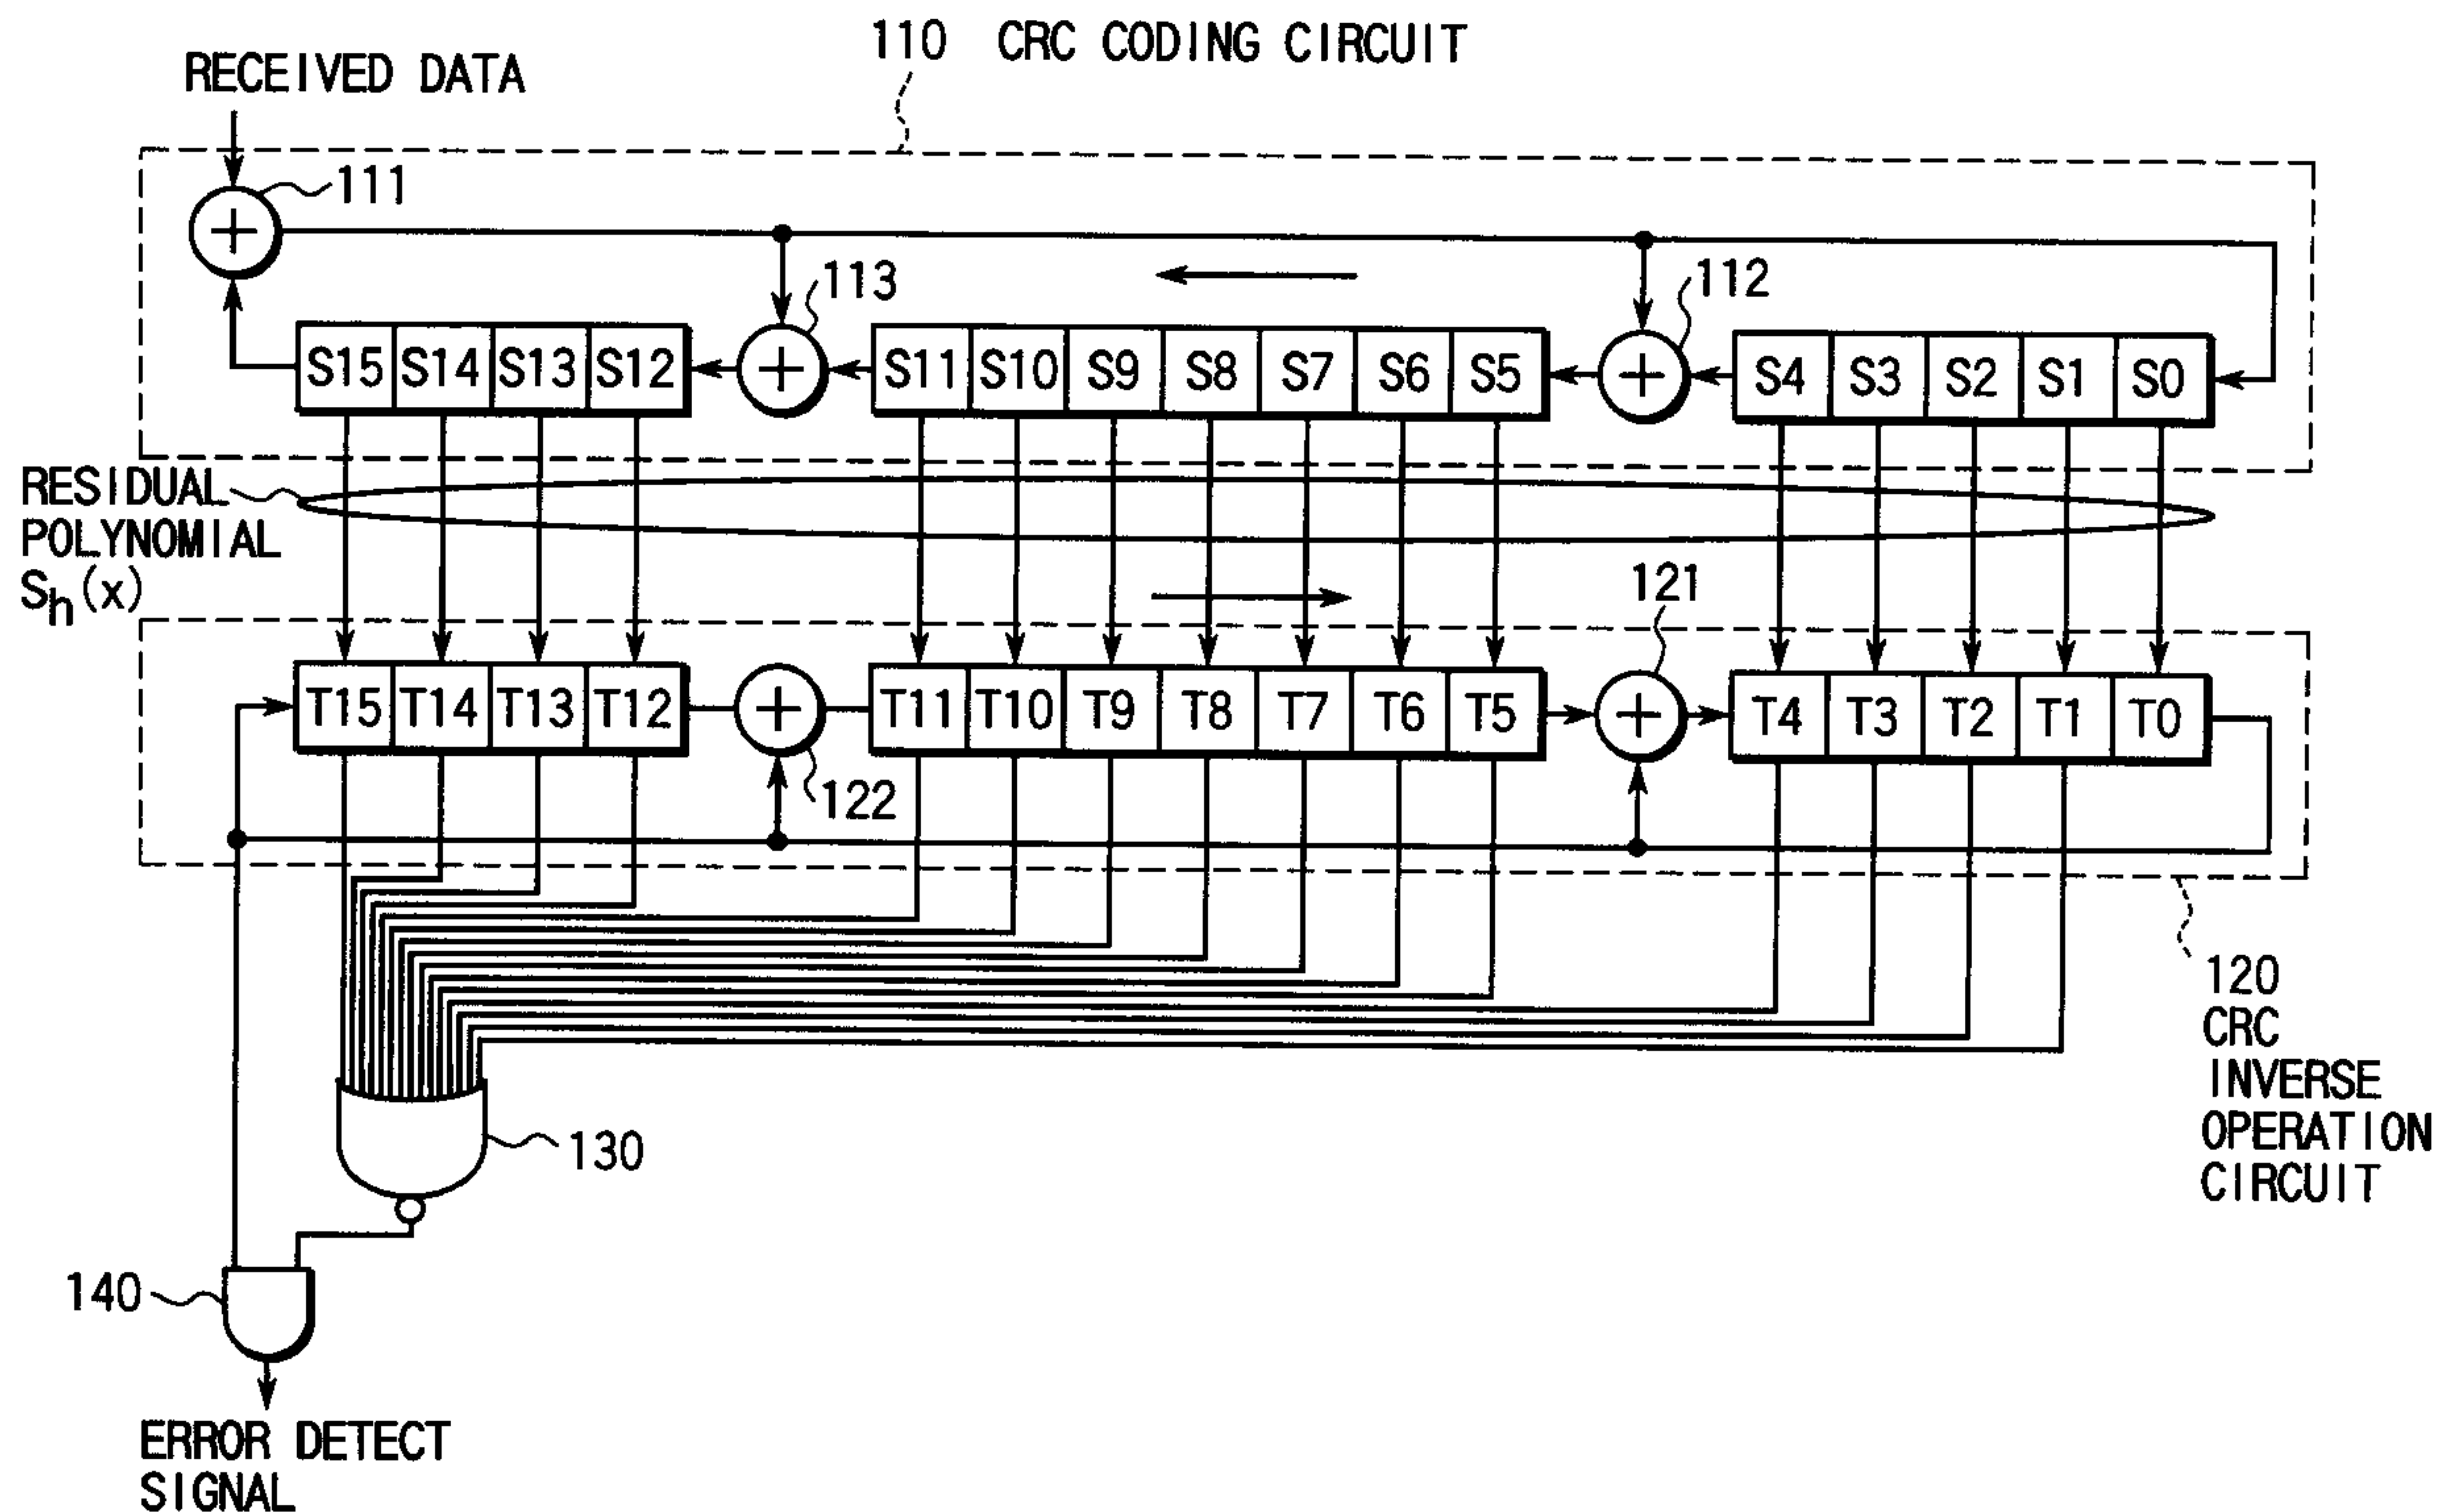 110 CRC CODING CIRCUIT
RECEIVED DATA
111
113
112
S15 S14 S13 S12 S11 S10 S9 S8 S7 S6 S5 S4 S3 S2 S1 S0
RESIDUAL
POLYNOMIAL
Sh(x)
121
T15 T14 T13 T12 T11 T10 T9 T8 T7 T6 T5 T4 T3 T2 T1 T0
122
120
CRC
INVERSE
OPERATION
CIRCUIT
130
140
ERROR DETECT
SIGNAL